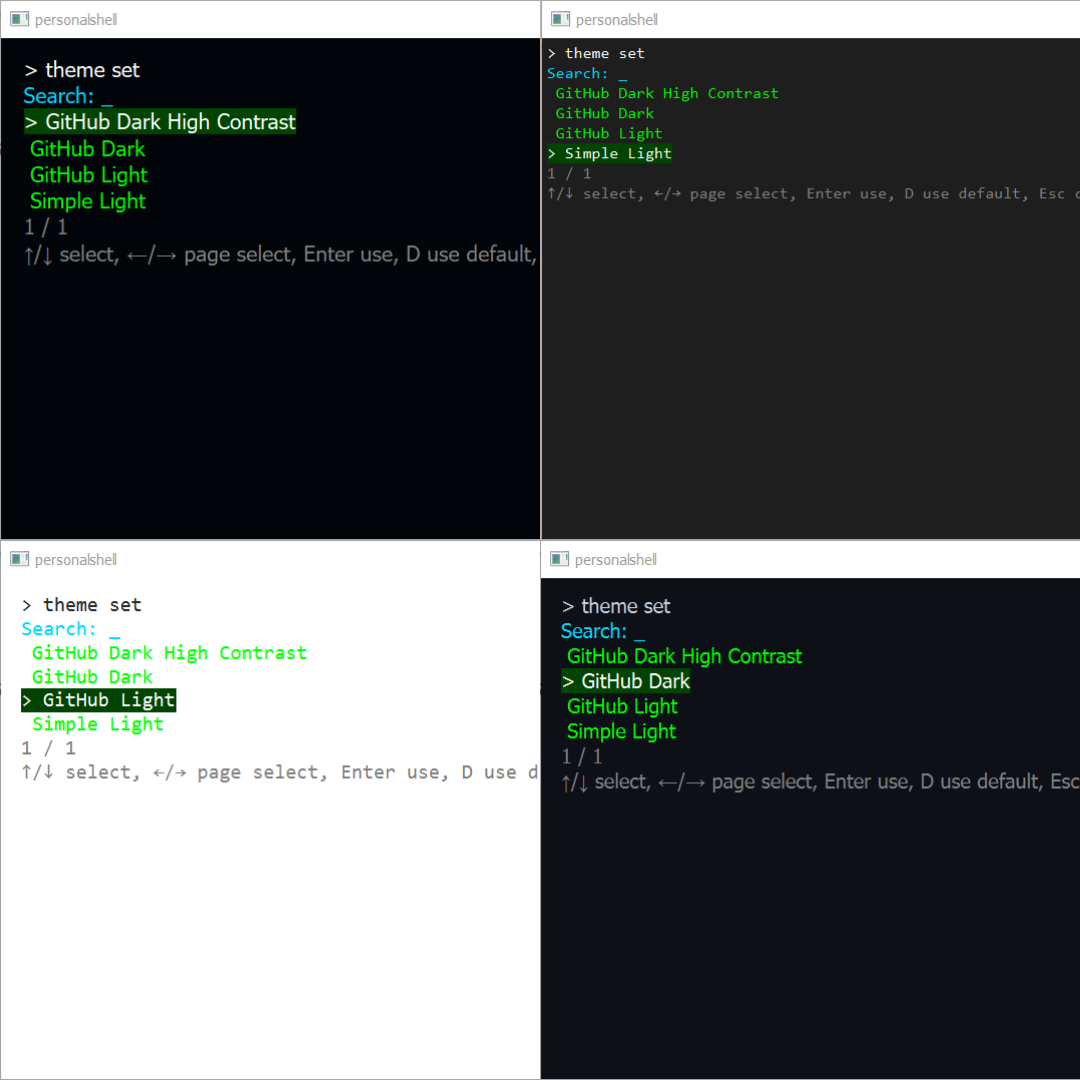 personalshell
> theme set
Search: _
> GitHub Dark High Contrast
GitHub Dark
GitHub Light
Simple Light
1 / 1
↑/↓ select, ←/→ page select, Enter use, D use default,
personalshell
> theme set
Search: _
GitHub Dark High Contrast
GitHub Dark
GitHub Light
> Simple Light
1 / 1
↑/↓ select, ←/→ page select, Enter use, D use default, Esc c
personalshell
> theme set
Search: _
GitHub Dark High Contrast
GitHub Dark
> GitHub Light
Simple Light
1 / 1
↑/↓ select, ←/→ page select, Enter use, D use d
personalshell
> theme set
Search: _
GitHub Dark High Contrast
> GitHub Dark
GitHub Light
Simple Light
1 / 1
↑/↓ select, ←/→ page select, Enter use, D use default, Esc